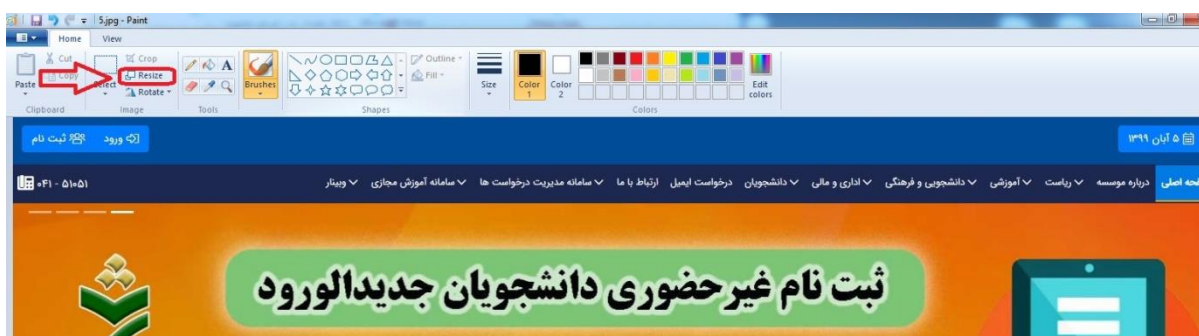 5.jpg - Paint
Home View
Paste
Cut
Copy
Select
Crop
Resize
Rotate
Brushes
Outline
Fill
Size
Color 1
Color 2
Edit colors
Clipboard Image Tools Shapes Colors
۵ آبان ۱۳۹۹ ورود ثبت نام
درباره موسسه ریاست آموزشی دانشجویی و فرهنگی اداری و مالی دانشجویان درخواست ایمیل ارتباط با ما سامانه مدیریت درخواست ها سامانه آموزش مجازی وبینار ۰۴۱ - ۵۱۰۵۱
ثبت نام غیرحضوری دانشجویان جدیدالورود